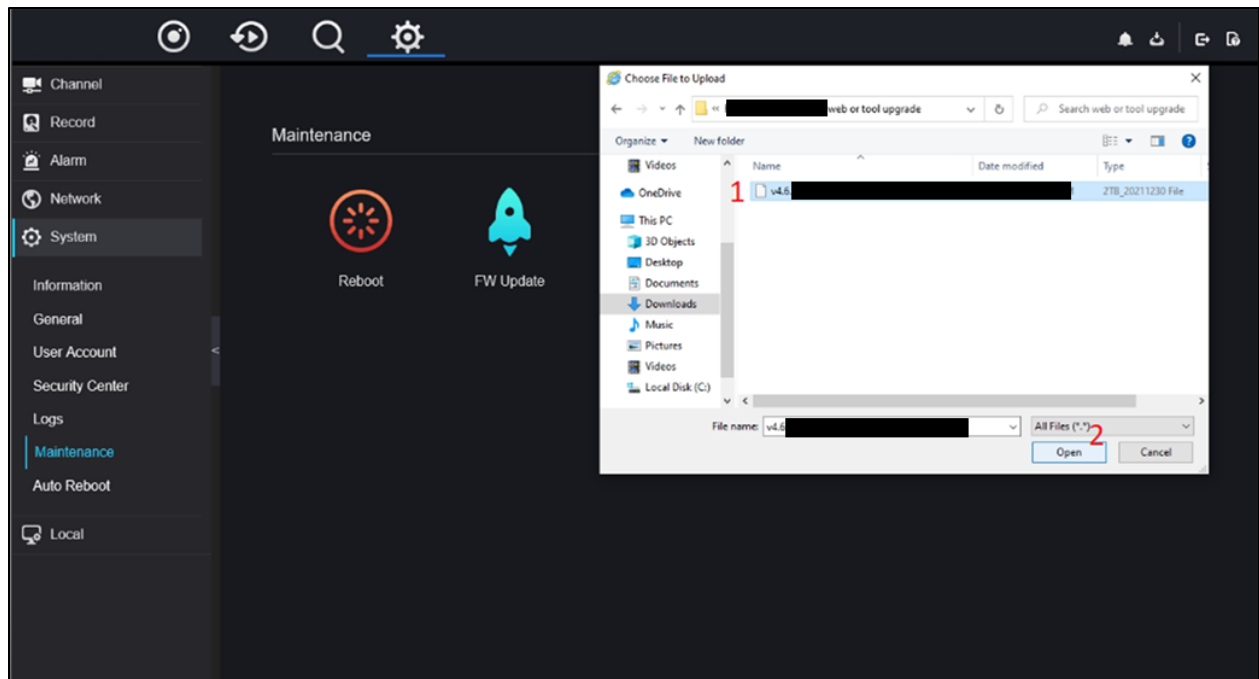 Channel
Record
Alarm
Network
System
Information
General
User Account
Security Center
Logs
Maintenance
Auto Reboot
Local
Maintenance
Reboot
FW Update
Choose File to Upload
« web or tool upgrade
Search web or tool upgrade
Organize
New folder
Videos
OneDrive
This PC
3D Objects
Desktop
Documents
Downloads
Music
Pictures
Videos
Local Disk (C:)
Name Date modified Type
1 v4.6. 2TB_20211230 File
File name: v4.6 All Files (*.*)
2
Open Cancel